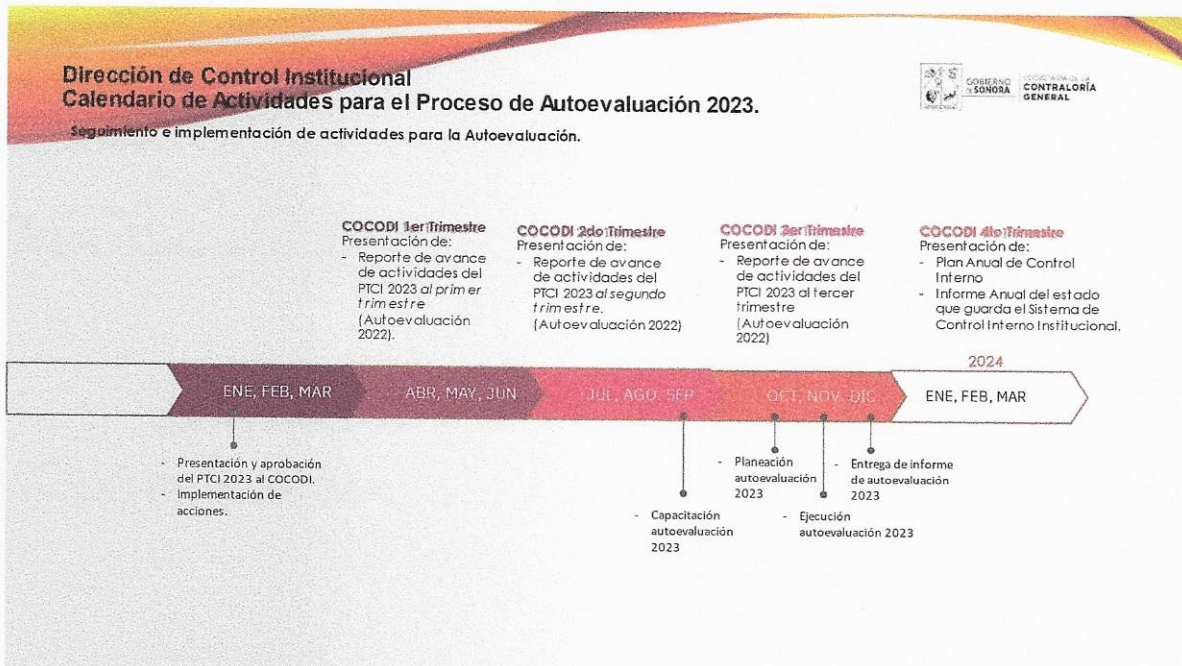 Dirección de Control Institucional
Calendario de Actividades para el Proceso de Autoevaluación 2023.
Seguimiento e implementación de actividades para la Autoevaluación.
GOBIERNO
DE SONORA
SECRETARÍA DE LA
CONTRALORÍA
GENERAL
COCODI 1er Trimestre
Presentación de:
- Reporte de avance
de actividades del
PTCI 2023 al primer
trimestre
(Autoevaluación
2022).
COCODI 2do Trimestre
Presentación de:
- Reporte de avance
de actividades del
PTCI 2023 al segundo
trimestre.
(Autoevaluación 2022)
COCODI 3er Trimestre
Presentación de:
- Reporte de avance
de actividades del
PTCI 2023 al tercer
trimestre
(Autoevaluación
2022)
COCODI 4to Trimestre
Presentación de:
- Plan Anual de Control
Interno
- Informe Anual del estado
que guarda el Sistema de
Control Interno Institucional.
2024
ENE, FEB, MAR
ABR, MAY, JUN
JUL, AGO, SEP
OCT, NOV, DIC
ENE, FEB, MAR
- Presentación y aprobación
del PTCI 2023 al COCODI.
- Implementación de
acciones.
- Capacitación
autoevaluación
2023
- Planeación
autoevaluación
2023
- Ejecución
autoevaluación 2023
- Entrega de informe
de autoevaluación
2023